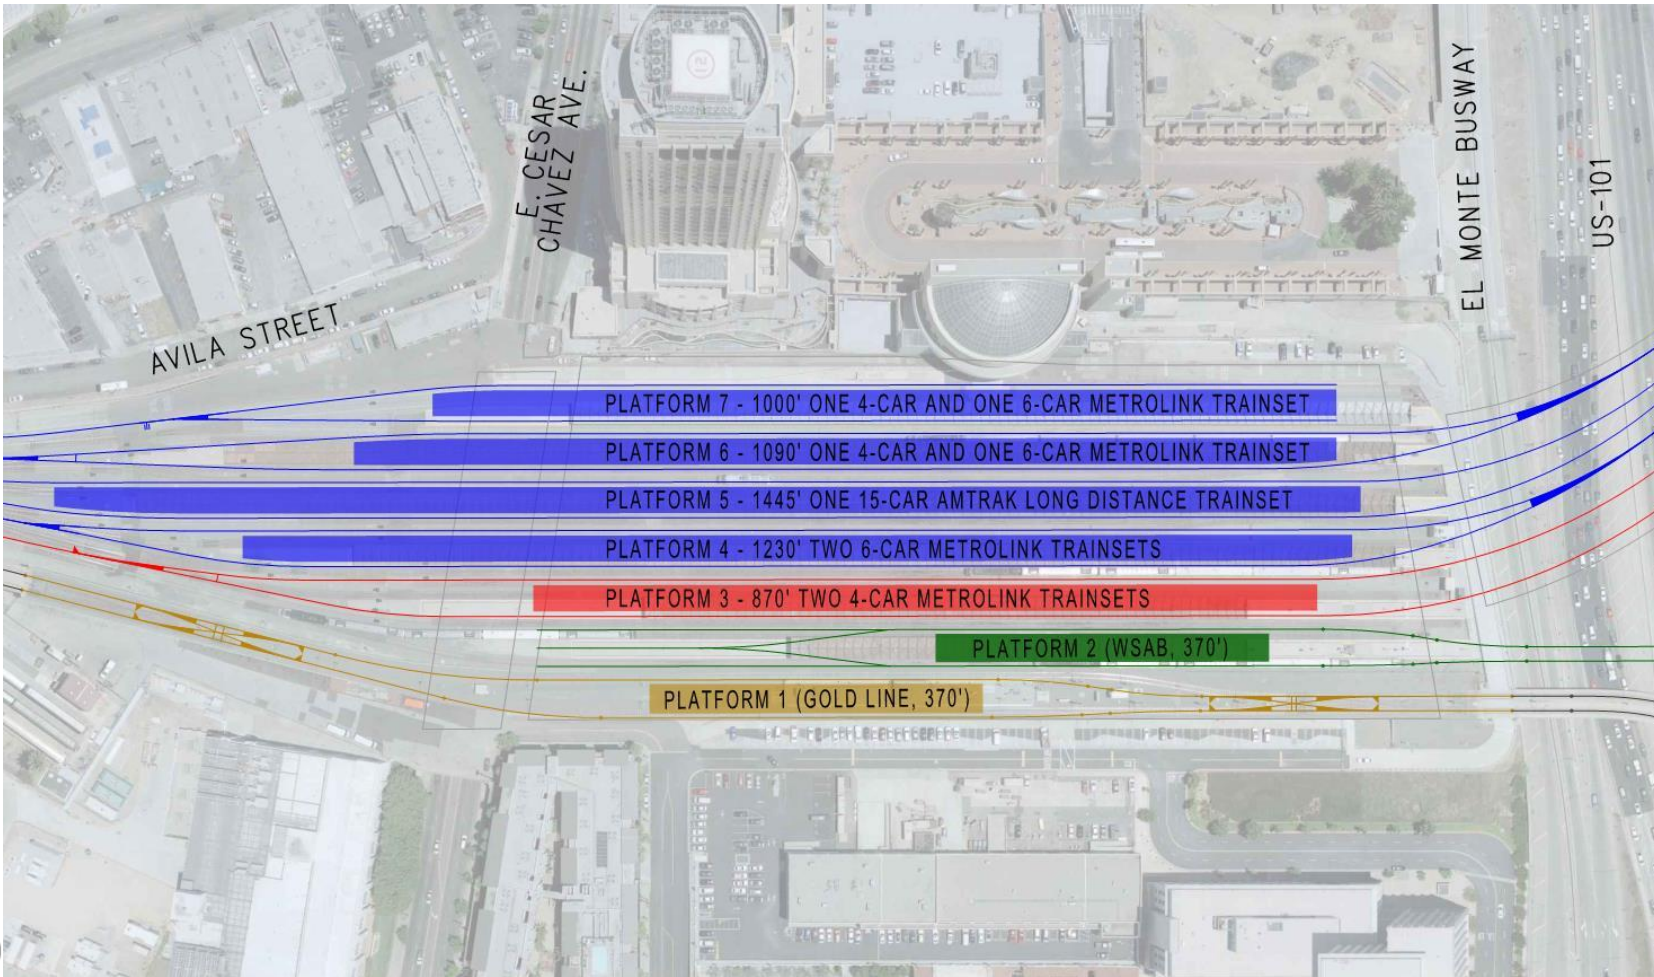 E. CESAR
CHAVEZ AVE.
EL MONTE BUSWAY
US-101
AVILA STREET
PLATFORM 7 - 1000' ONE 4-CAR AND ONE 6-CAR METROLINK TRAINSET
PLATFORM 6 - 1090' ONE 4-CAR AND ONE 6-CAR METROLINK TRAINSET
PLATFORM 5 - 1445' ONE 15-CAR AMTRAK LONG DISTANCE TRAINSET
PLATFORM 4 - 1230' TWO 6-CAR METROLINK TRAINSETS
PLATFORM 3 - 870' TWO 4-CAR METROLINK TRAINSETS
PLATFORM 2 (WSAB, 370')
PLATFORM 1 (GOLD LINE, 370')